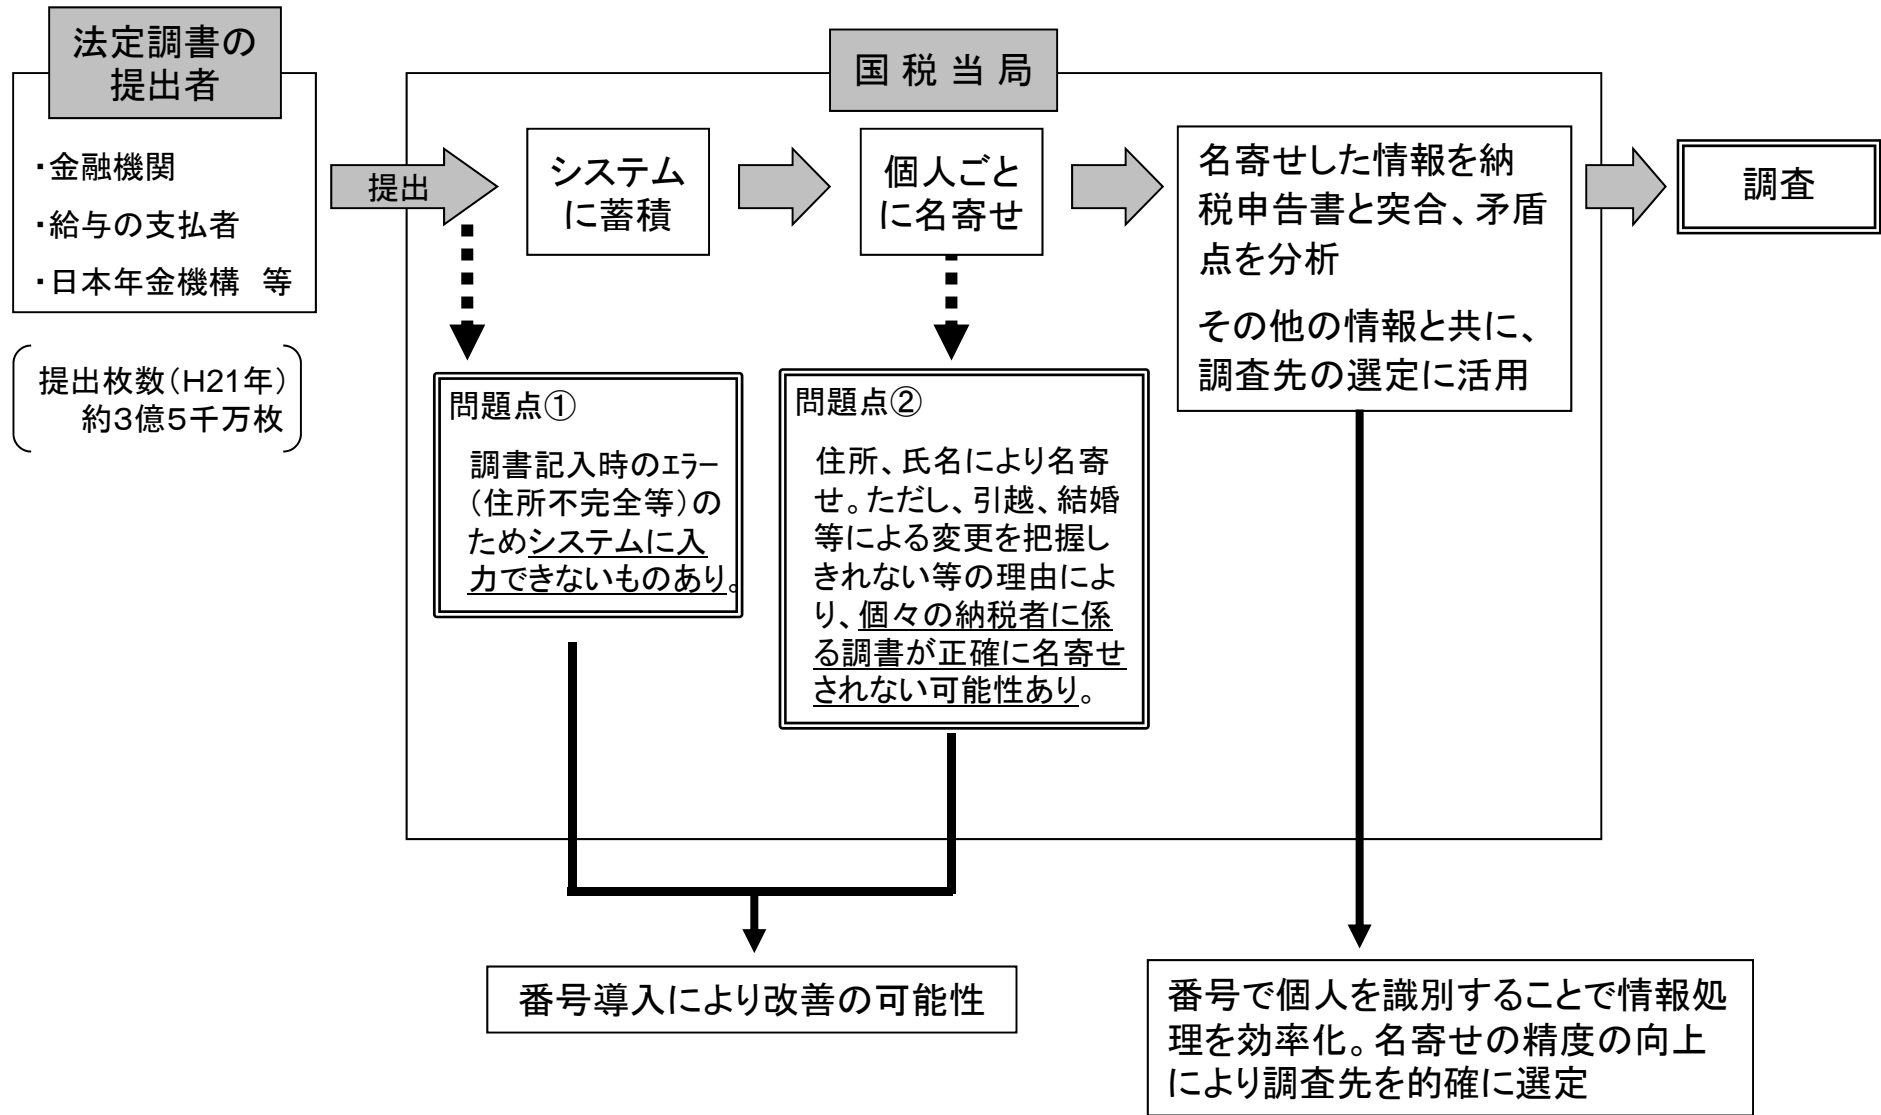 法定調書の
提出者
・金融機関
・給与の支払者
・日本年金機構　等
提出枚数(H21年)
約3億5千万枚
国 税 当 局
提出
システム
に蓄積
個人ごと
に名寄せ
名寄せした情報を納
税申告書と突合、矛盾
点を分析
その他の情報と共に、
調査先の選定に活用
調査
問題点①
調書記入時のｴﾗｰ
（住所不完全等）の
ためシステムに入
力できないものあり。
問題点②
住所、氏名により名寄
せ。ただし、引越、結婚
等による変更を把握し
きれない等の理由によ
り、個々の納税者に係
る調書が正確に名寄せ
されない可能性あり。
番号導入により改善の可能性
番号で個人を識別することで情報処
理を効率化。名寄せの精度の向上
により調査先を的確に選定